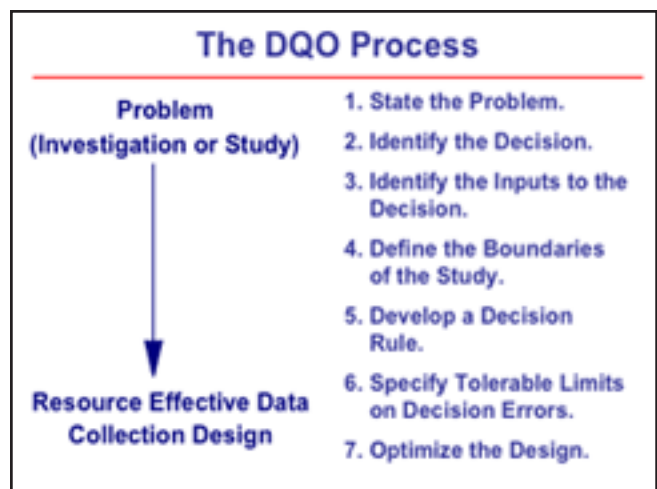 The DQO Process
Problem
(Investigation or Study)
Resource Effective Data
Collection Design
1. State the Problem.
2. Identify the Decision.
3. Identify the Inputs to the
Decision.
4. Define the Boundaries
of the Study.
5. Develop a Decision
Rule.
6. Specify Tolerable Limits
on Decision Errors.
7. Optimize the Design.